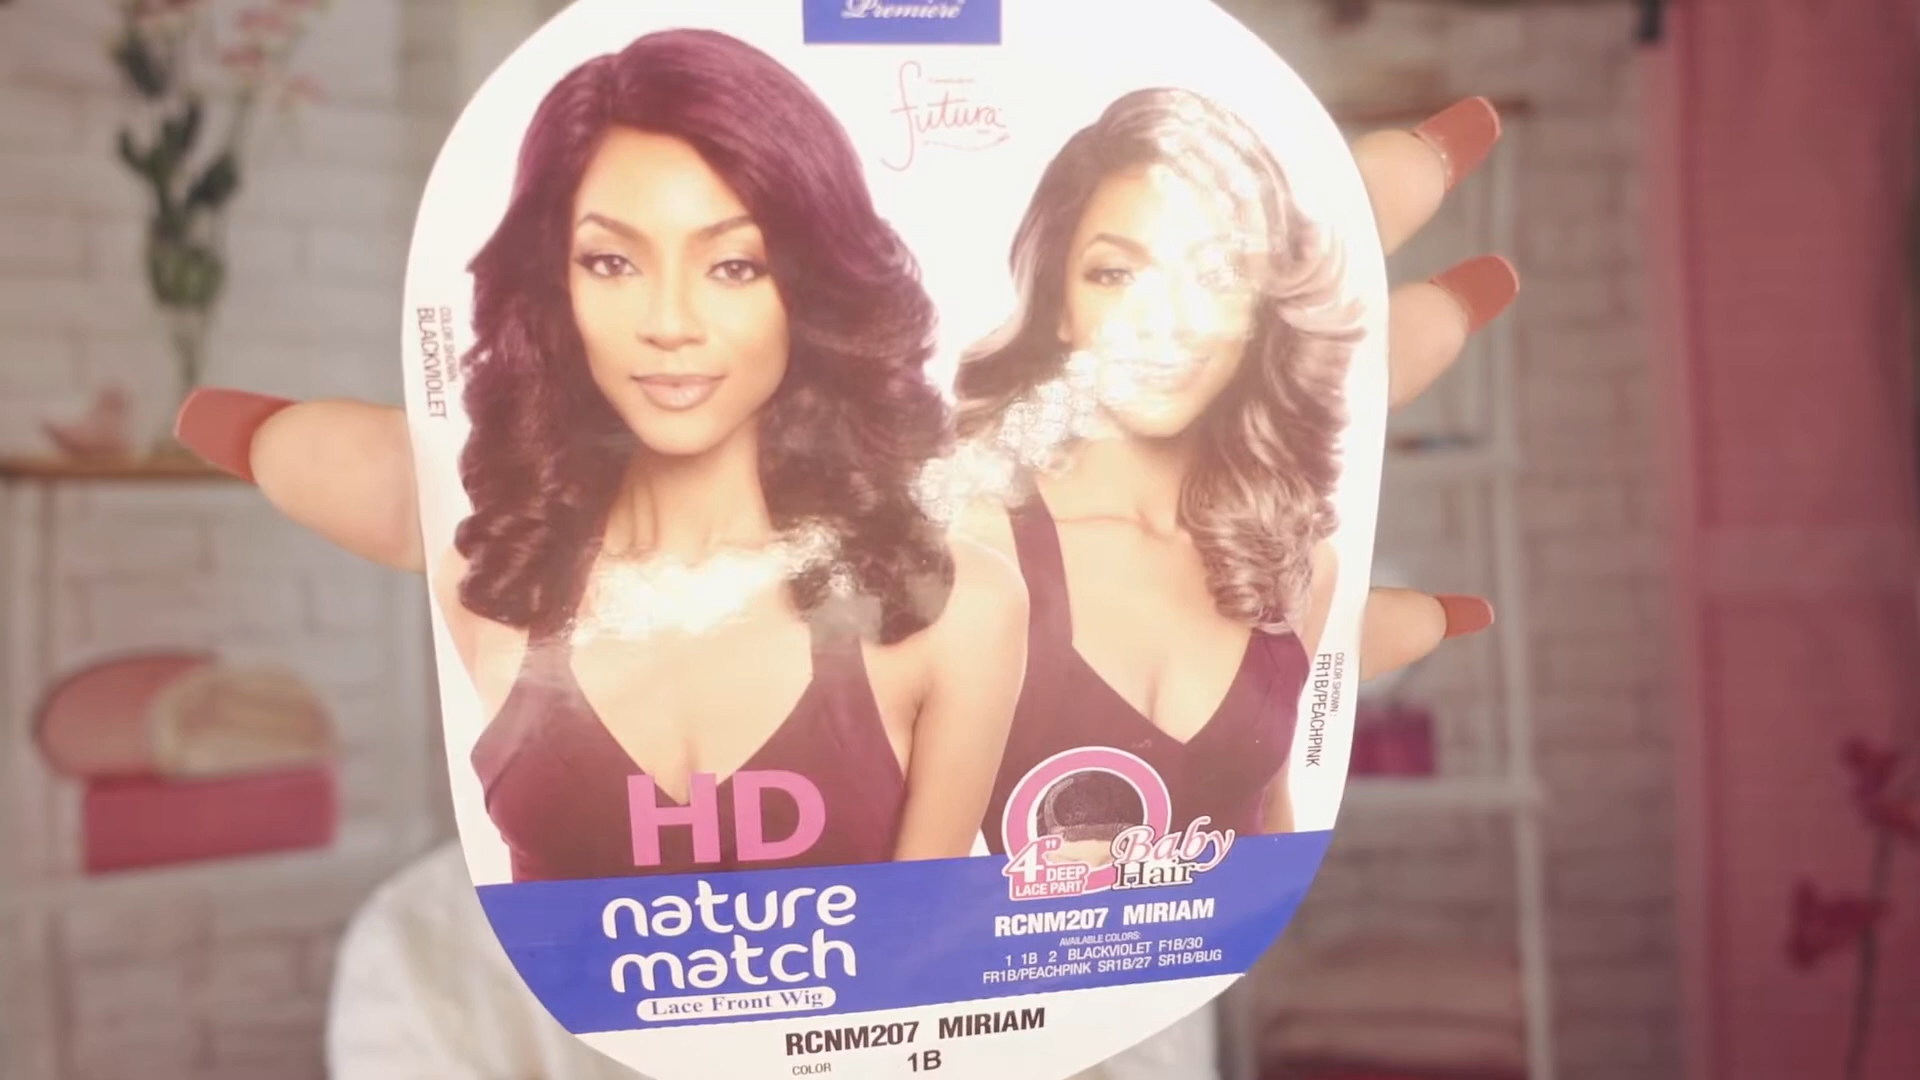 Premiere
futura
COLOR SHOWN:
BLACKVIOLET
COLOR SHOWN:
FR1B/PEACHPINK
HD
nature
match
Lace Front Wig
4"
DEEP
LACE PART
Baby
Hair
RCNM207 MIRIAM
AVAILABLE COLORS:
1 1B 2 BLACKVIOLET F1B/30
FR1B/PEACHPINK SR1B/27 SR1B/BUG
RCNM207 MIRIAM
COLOR 1B